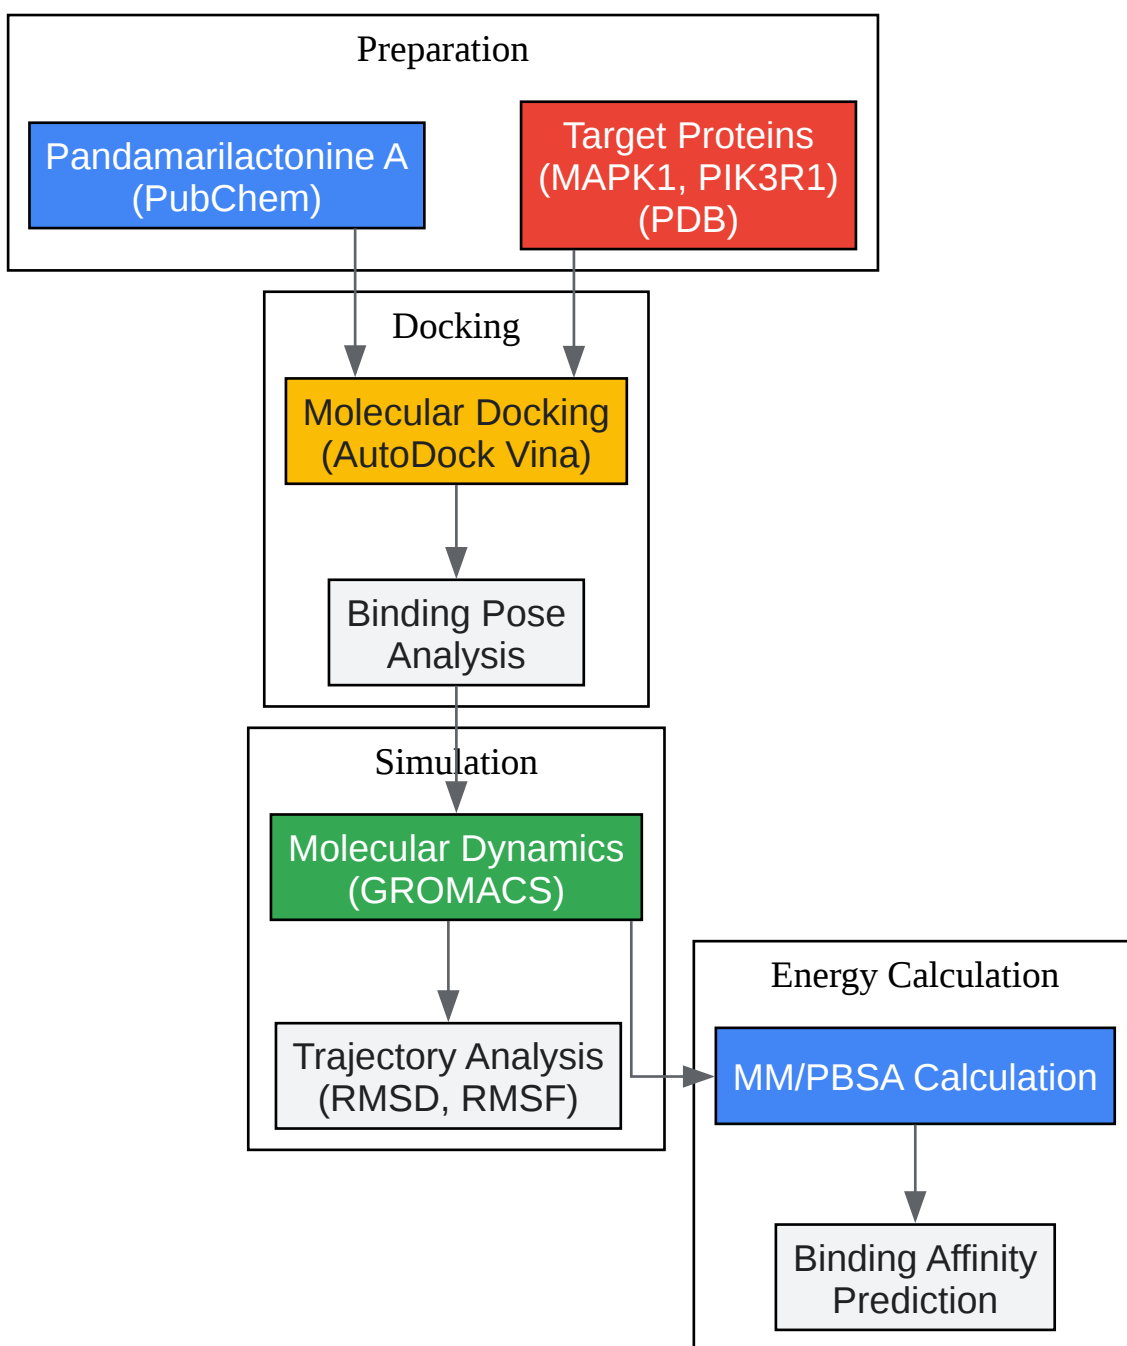 Preparation
Pandamarilactonine A
(PubChem)
Target Proteins
(MAPK1, PIK3R1)
(PDB)
Docking
Molecular Docking
(AutoDock Vina)
Binding Pose
Analysis
Simulation
Molecular Dynamics
(GROMACS)
Trajectory Analysis
(RMSD, RMSF)
Energy Calculation
MM/PBSA Calculation
Binding Affinity
Prediction